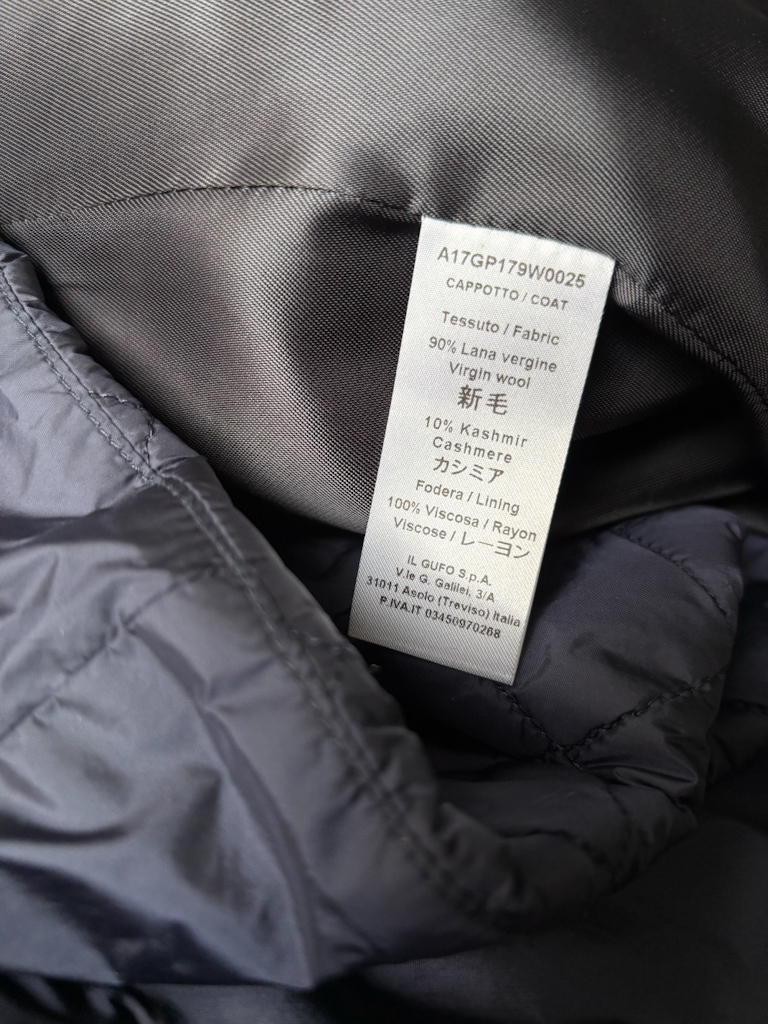 A17GP179W0025
CAPPOTTO / COAT
Tessuto / Fabric
90% Lana vergine
Virgin wool
新毛
10% Kashmir
Cashmere
カシミア
Fodera / Lining
100% Viscosa / Rayon
Viscose / レーヨン
IL GUFO S.p.A.
V.le G. Galilei, 3/A
31011 Asolo (Treviso) Italia
P.IVA.IT 03450970268